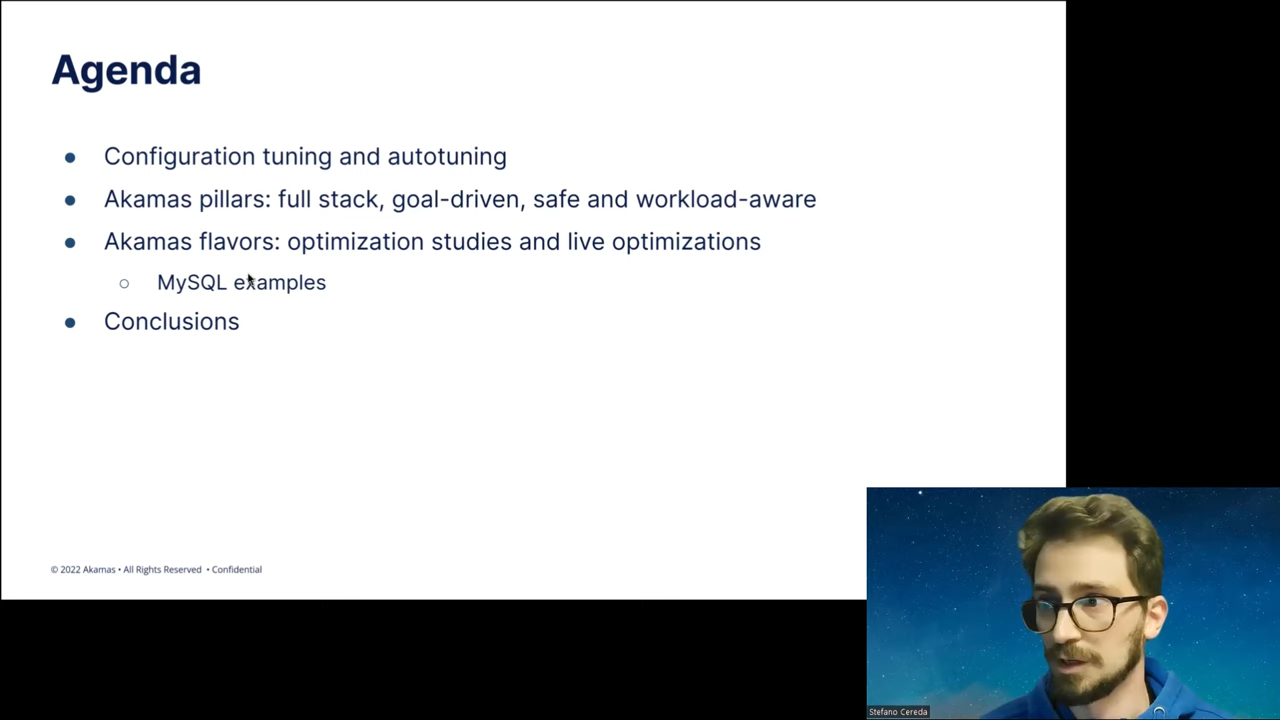 Agenda
● Configuration tuning and autotuning
● Akamas pillars: full stack, goal-driven, safe and workload-aware
● Akamas flavors: optimization studies and live optimizations
○ MySQL examples
● Conclusions
© 2022 Akamas • All Rights Reserved • Confidential
Stefano Cereda